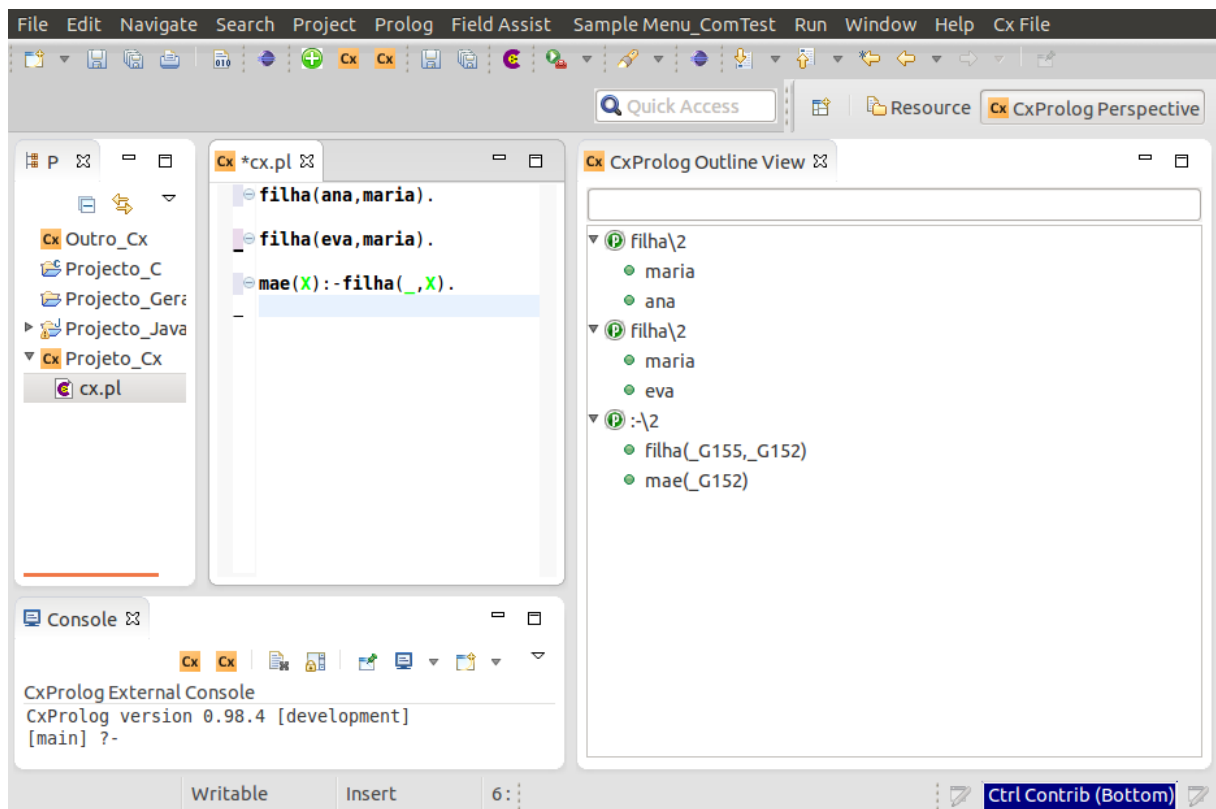 File Edit Navigate Search Project Prolog Field Assist Sample Menu_ComTest Run Window Help Cx File
010 Cx Cx
Quick Access Resource Cx CxProlog Perspective
P
Cx Outro_Cx
Projecto_C
Projecto_Gera
Projecto_Java
Cx Projeto_Cx
cx.pl
Cx *cx.pl
filha(ana,maria).
filha(eva,maria).
mae(X):-filha(_,X).
Cx CxProlog Outline View
filha\2
maria
ana
filha\2
maria
eva
:-\2
filha(_G155,_G152)
mae(_G152)
Console
Cx Cx
CxProlog External Console
CxProlog version 0.98.4 [development]
[main] ?-
Writable Insert 6: Ctrl Contrib (Bottom)